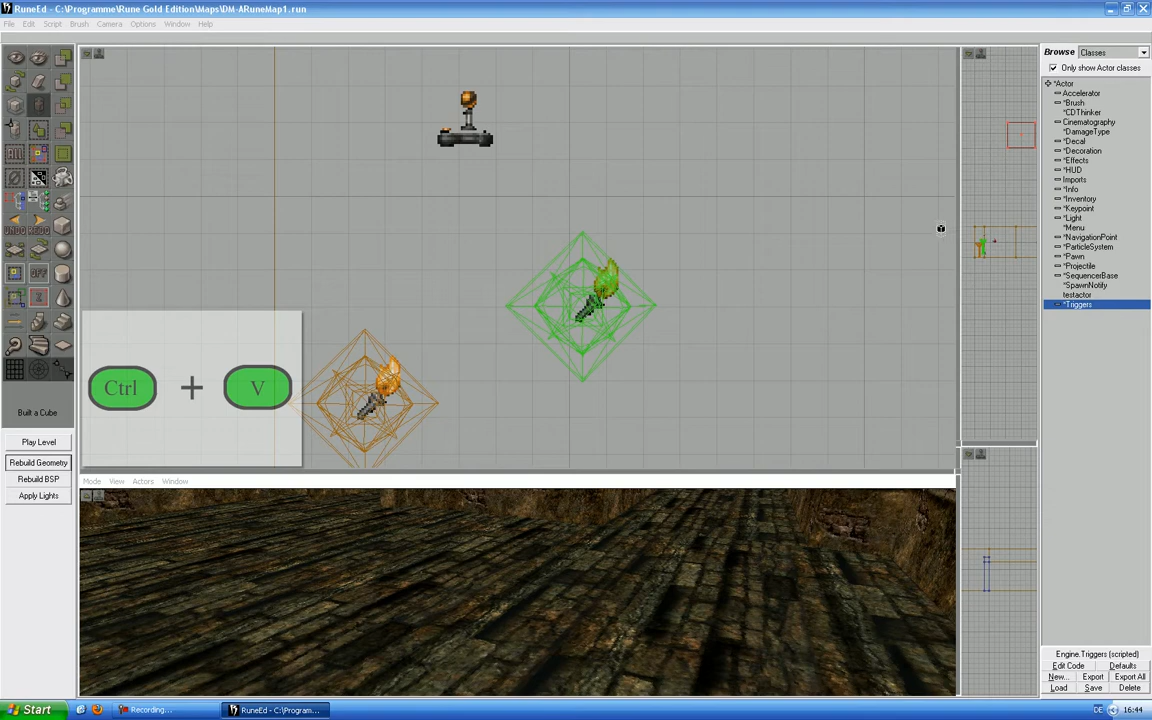 RuneEd - C:\Programme\Rune Gold Edition\Maps\DM-ARuneMap1.run
File Edit Script Brush Camera Options Window Help
Browse Classes
Only show Actor classes
*Actor
Accelerator
*Brush
*CDThinker
Cinematography
*DamageType
*Decal
*Decoration
*Effects
*HUD
Imports
*Info
*Inventory
*Keypoint
*Light
*Menu
*NavigationPoint
*ParticleSystem
*Pawn
*Projectile
*SequencerBase
*SpawnNotify
testactor
*Triggers
ALL
UNDO REDO
OFF
Z
Ctrl + V
Built a Cube
Play Level
Rebuild Geometry
Rebuild BSP
Apply Lights
Mode View Actors Window
Engine.Triggers (scripted)
Edit Code Defaults
New... Export Export All
Load Save Delete
Start Recording... RuneEd - C:\Program... DE 16:44